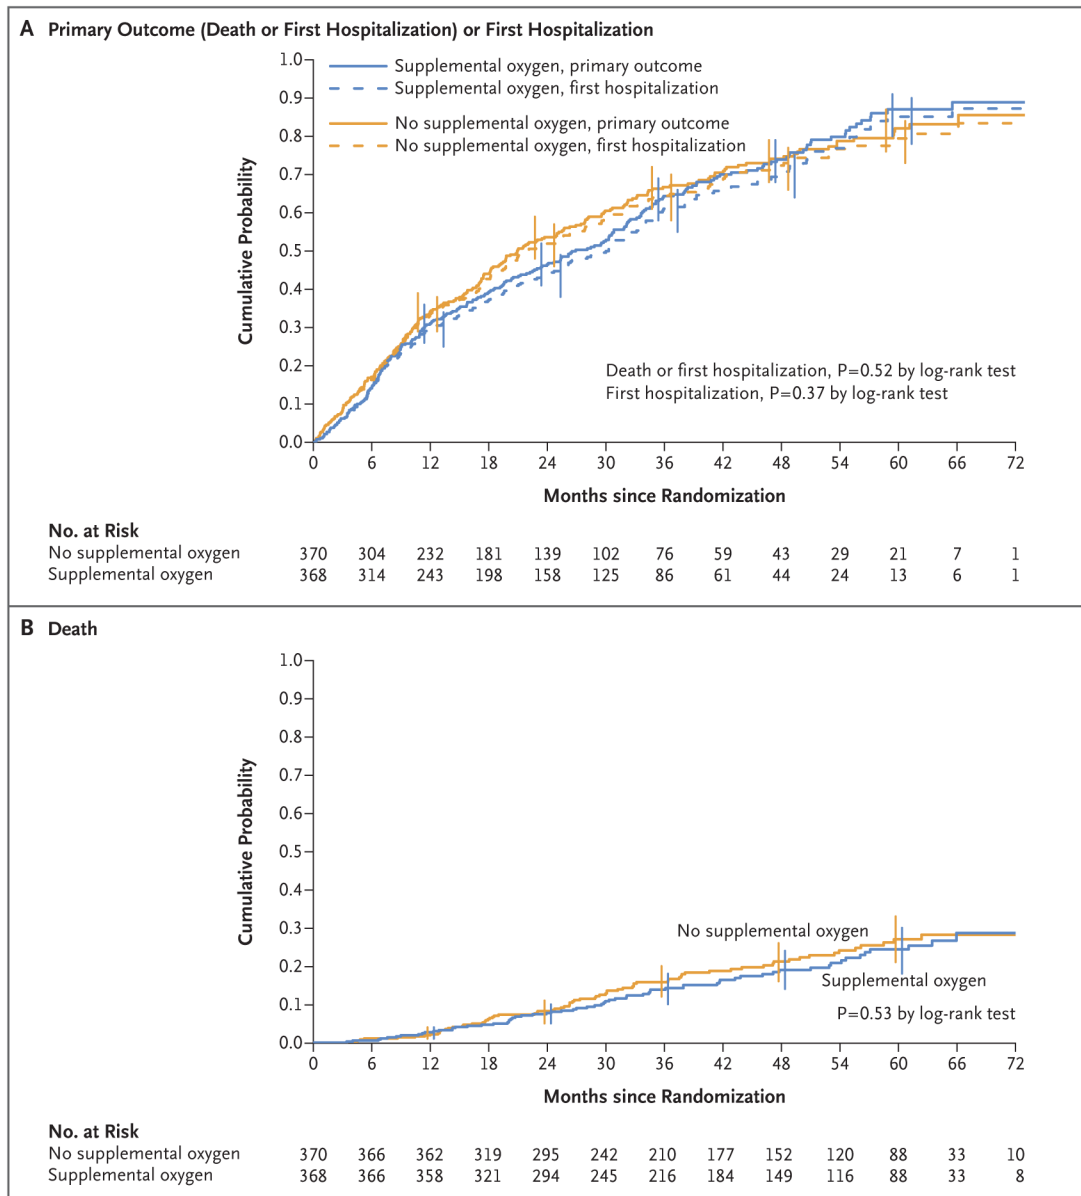 A Primary Outcome (Death or First Hospitalization) or First Hospitalization
1.0
0.9
0.8
0.7
0.6
0.5
0.4
0.3
0.2
0.1
0.0
Cumulative Probability
Supplemental oxygen, primary outcome
Supplemental oxygen, first hospitalization
No supplemental oxygen, primary outcome
No supplemental oxygen, first hospitalization
Death or first hospitalization, P=0.52 by log-rank test
First hospitalization, P=0.37 by log-rank test
0 6 12 18 24 30 36 42 48 54 60 66 72
Months since Randomization
No. at Risk
No supplemental oxygen 370 304 232 181 139 102 76 59 43 29 21 7 1
Supplemental oxygen 368 314 243 198 158 125 86 61 44 24 13 6 1
B Death
1.0
0.9
0.8
0.7
0.6
0.5
0.4
0.3
0.2
0.1
0.0
Cumulative Probability
No supplemental oxygen
Supplemental oxygen
P=0.53 by log-rank test
0 6 12 18 24 30 36 42 48 54 60 66 72
Months since Randomization
No. at Risk
No supplemental oxygen 370 366 362 319 295 242 210 177 152 120 88 33 10
Supplemental oxygen 368 366 358 321 294 245 216 184 149 116 88 33 8